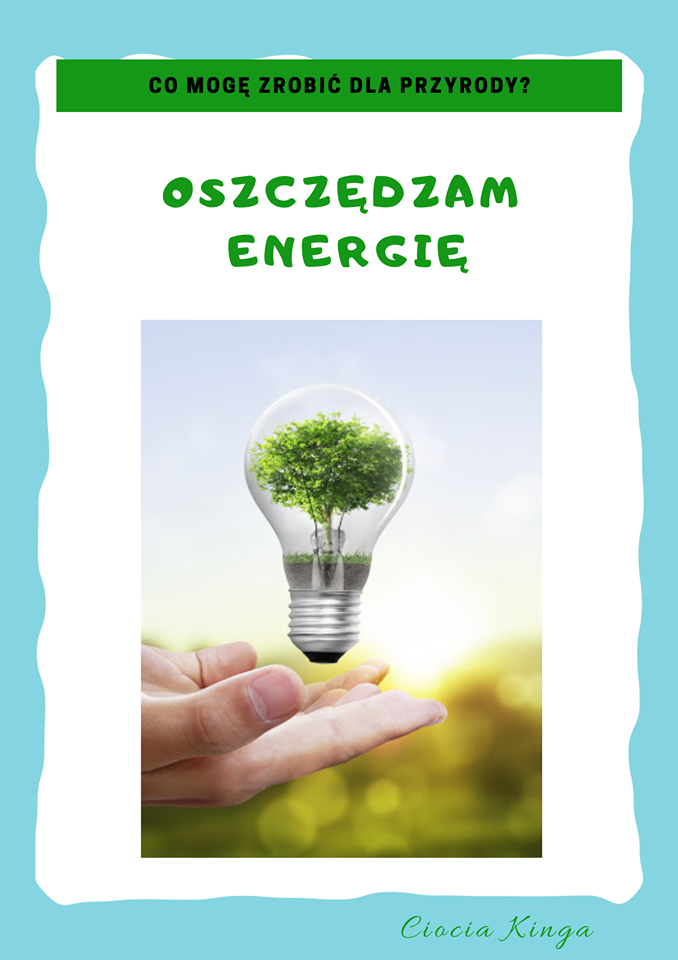 CO MOGĘ ZROBIĆ DLA PRZYRODY?
OSZCZĘDZAM
ENERGIĘ
Ciocia Kinga